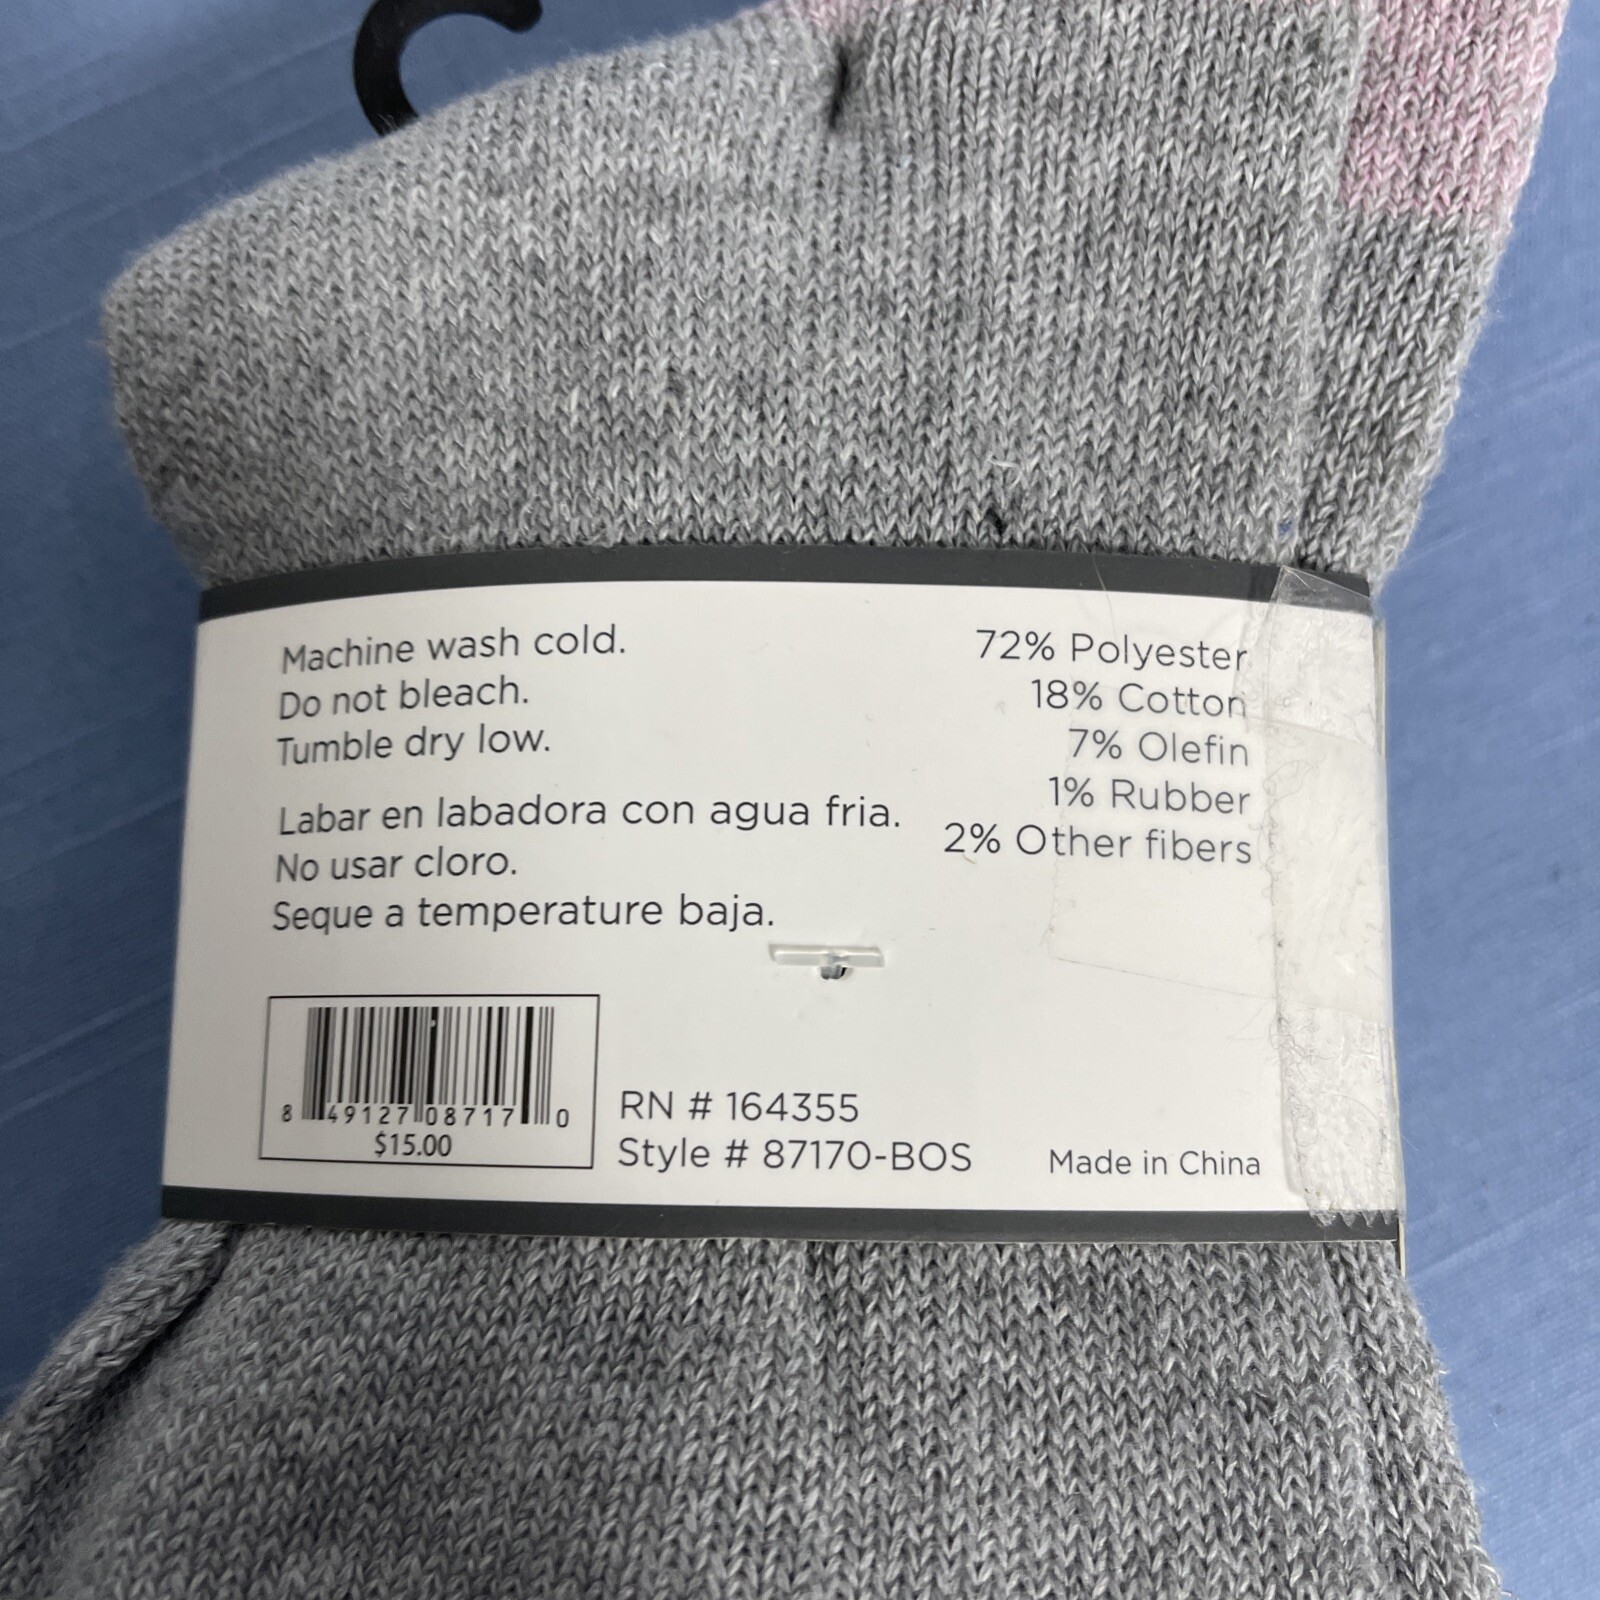 Machine wash cold.
Do not bleach.
Tumble dry low.
Labar en labadora con agua fria.
No usar cloro.
Seque a temperature baja.
72% Polyester
18% Cotton
7% Olefin
1% Rubber
2% Other fibers
8 49127 08717 0
$15.00
RN # 164355
Style # 87170-BOS
Made in China